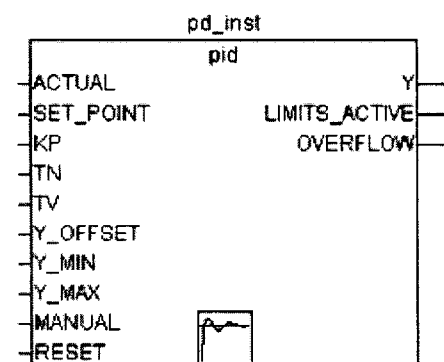 pd_inst
pid
ACTUAL Y
SET_POINT LIMITS_ACTIVE
KP OVERFLOW
TN
TV
Y_OFFSET
Y_MIN
Y_MAX
MANUAL
RESET